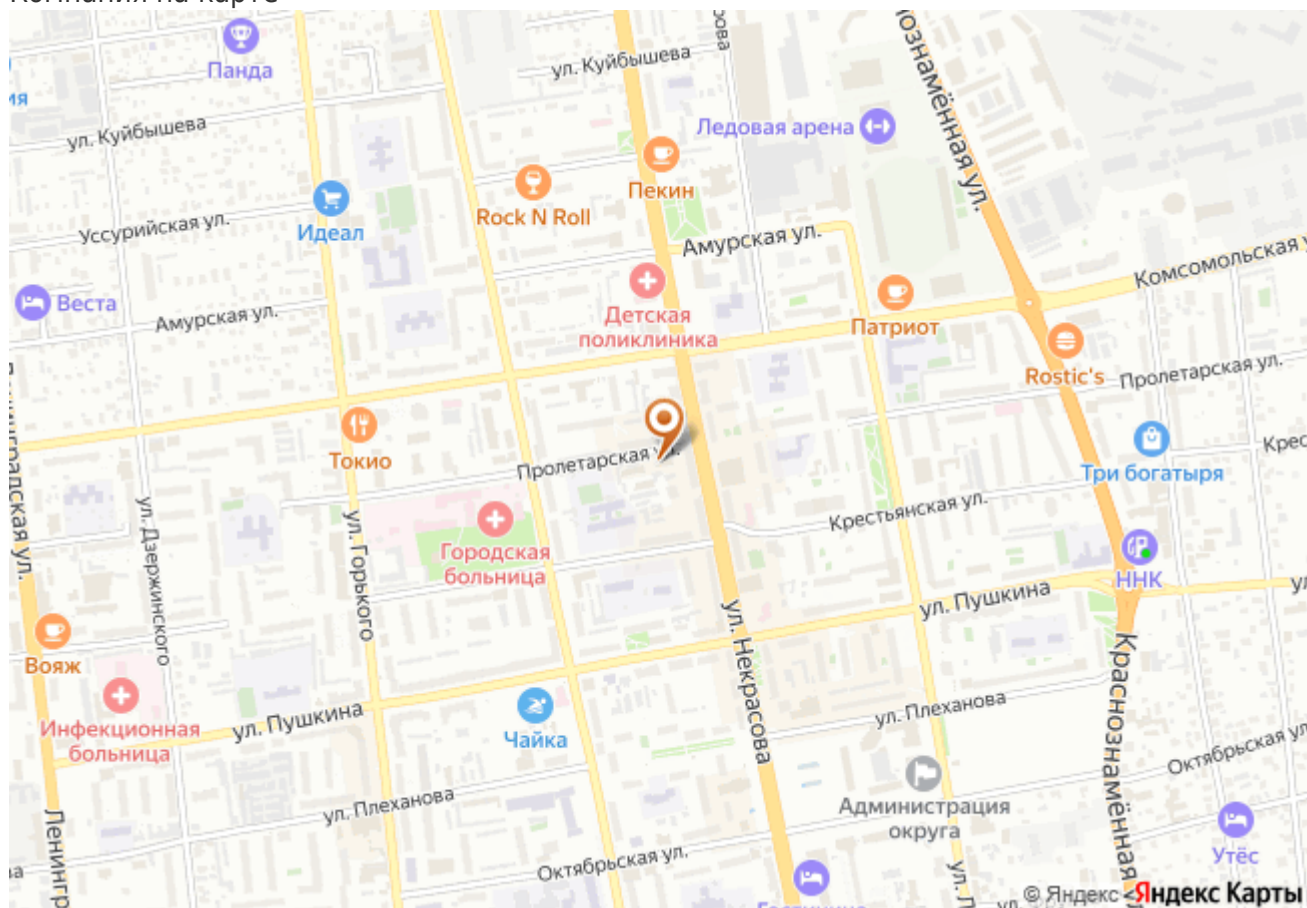 Компания на карте
Панда
ул. Куйбышева
Ледовая арена
ул. Куйбышева
Пекин
Rock N Roll
Уссурийская ул.
Идеал
Амурская ул.
Комсомольская
Веста
Амурская ул.
Детская
поликлиника
Патриот
Rostic's
Пролетарская ул.
Токио
Пролетарская ул.
Три богатыря
Крестьянская ул.
ул. Дзержинского
ул. Горького
Городская
больница
ННК
ул. Пушкина
ул. Некрасова
Вояж
Краснознамённая
Инфекционная
больница
ул. Пушкина
Чайка
ул. Плеханова
Октябрьская ул.
Администрация
округа
ул. Плеханова
Октябрьская ул.
Утёс
© Яндекс
Яндекс Карты